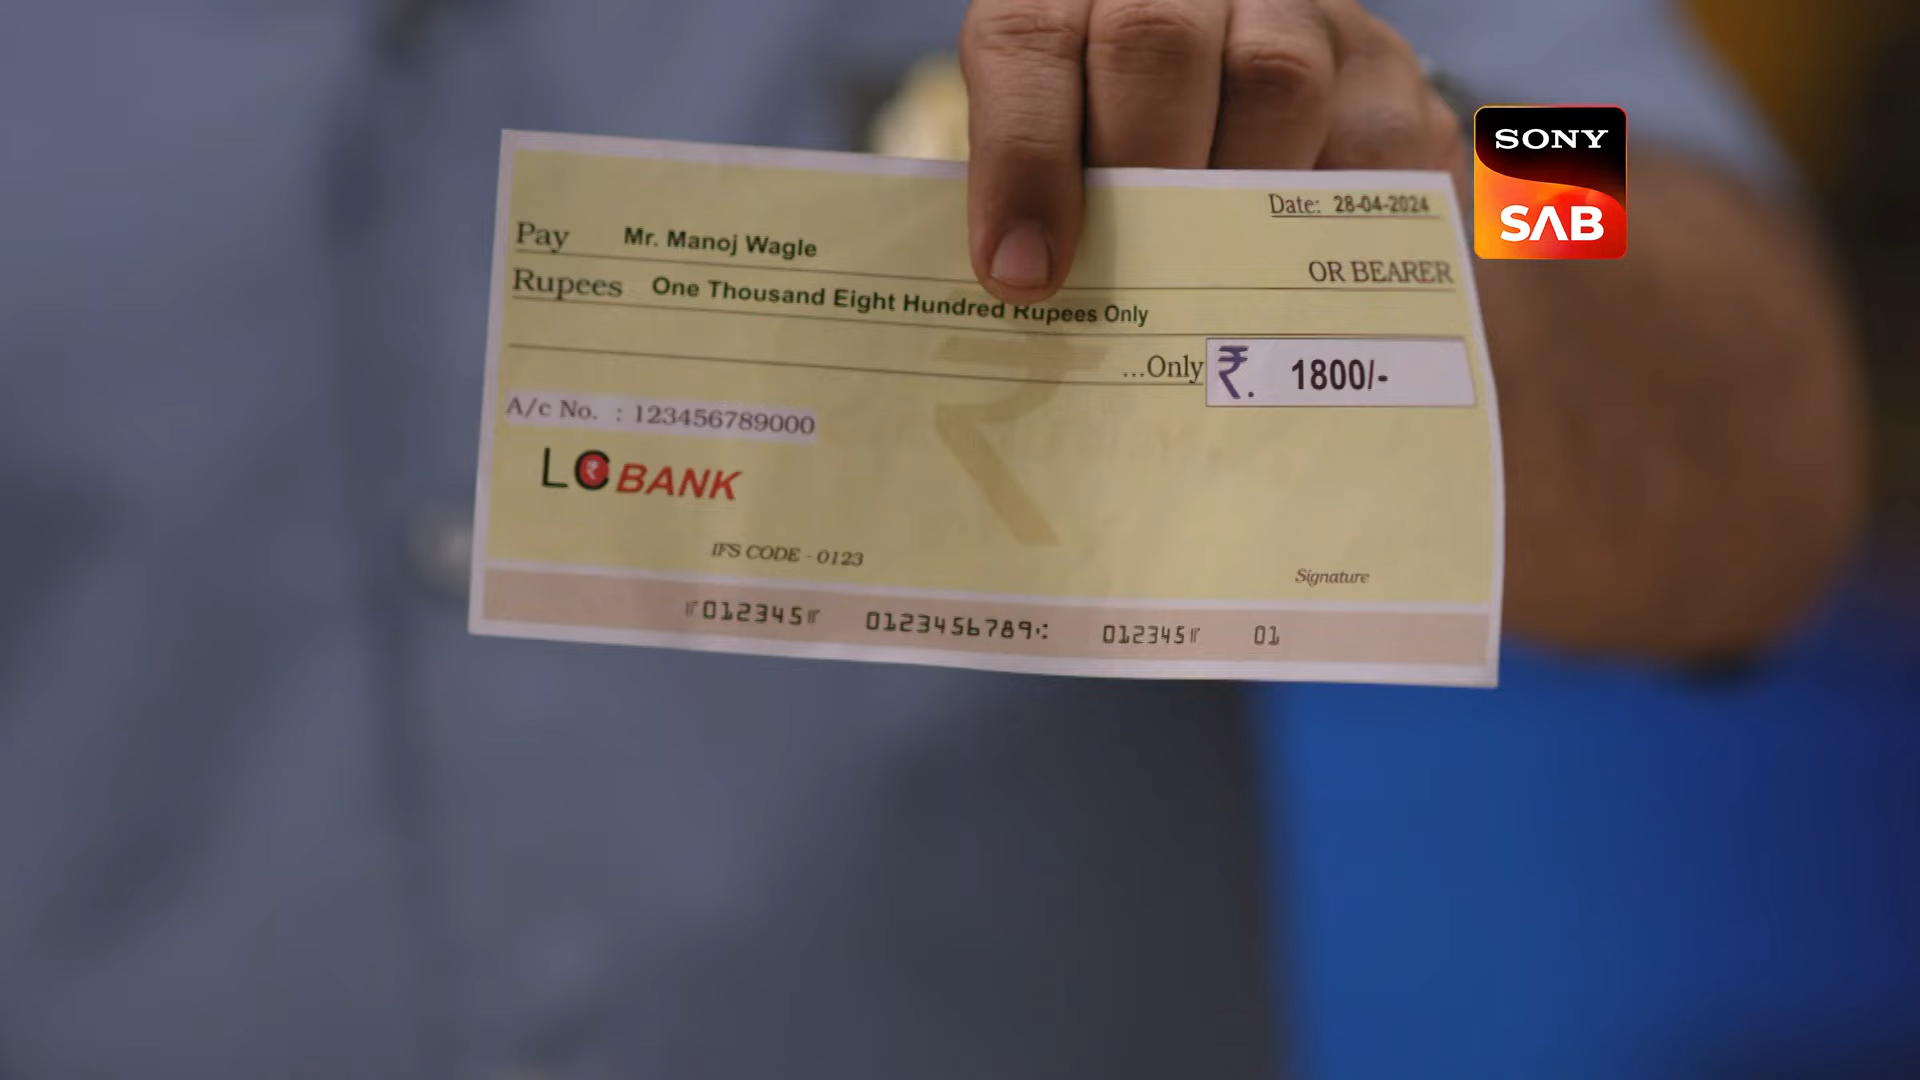 SONY
SAB
Date: 28-04-2024
Pay Mr. Manoj Wagle
OR BEARER
Rupees One Thousand Eight Hundred Rupees Only
...Only ₹. 1800/-
A/c No. : 123456789000
LC BANK
IFS CODE - 0123
Signature
⑈012345⑈ 0123456789⑆ 012345⑈ 01